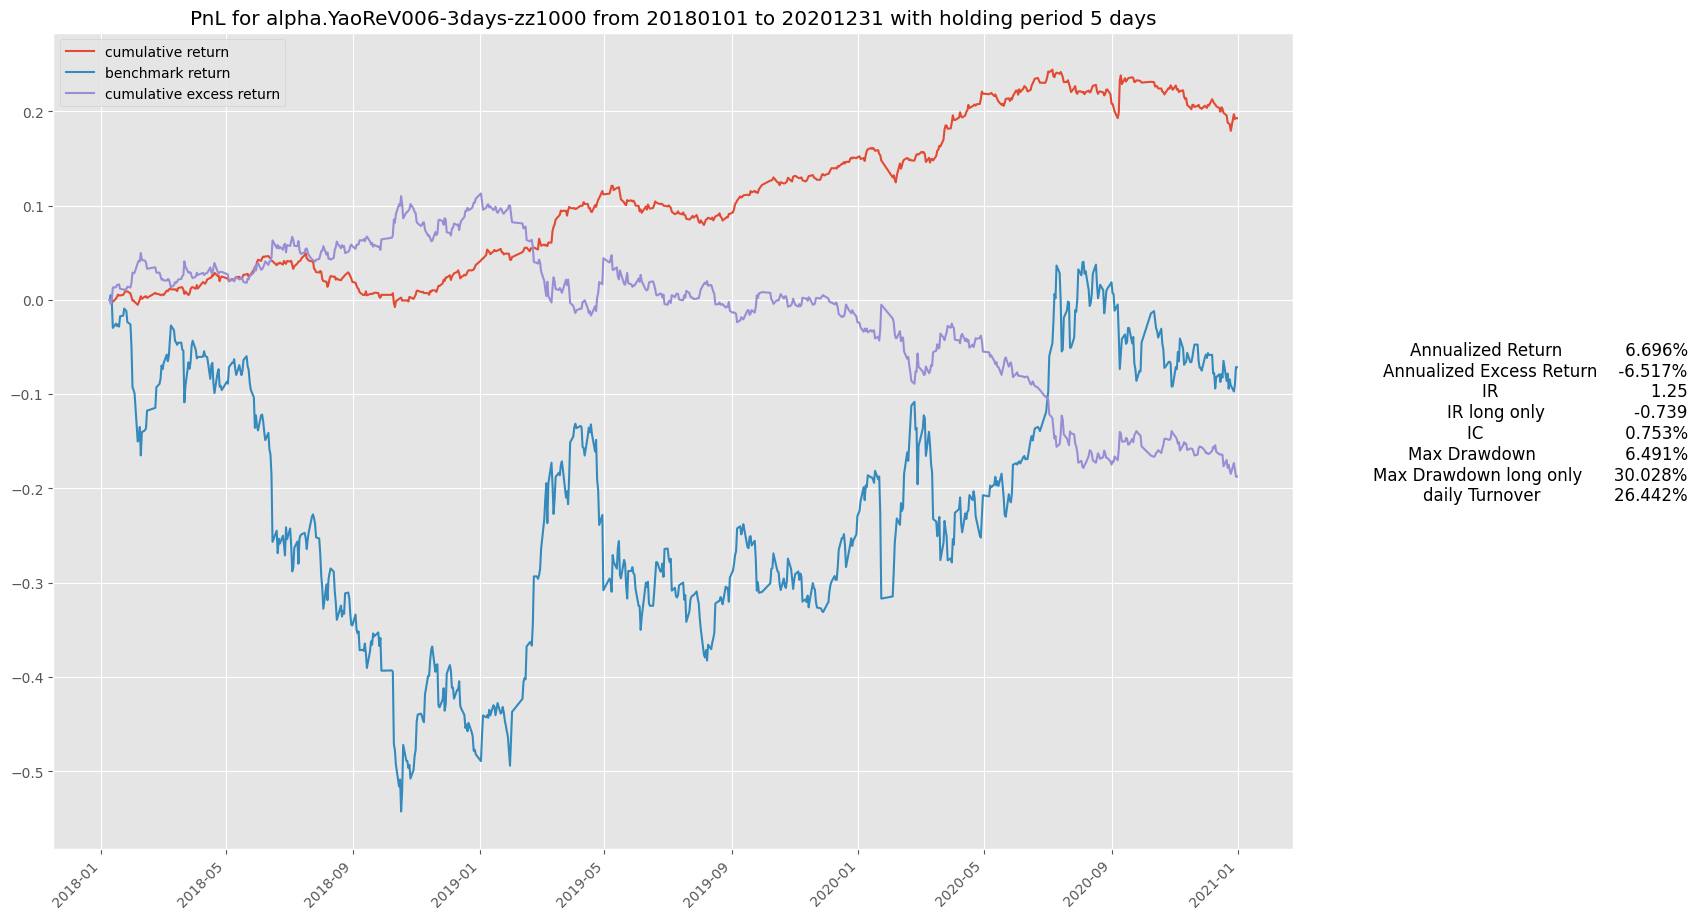 PnL for alpha.YaoReV006-3days-zz1000 from 20180101 to 20201231 with holding period 5 days
cumulative return
benchmark return
cumulative excess return
0.2
0.1
0.0
−0.1
−0.2
−0.3
−0.4
−0.5
2018-01
2018-05
2018-09
2019-01
2019-05
2019-09
2020-01
2020-05
2020-09
2021-01
Annualized Return 6.696%
Annualized Excess Return -6.517%
IR 1.25
IR long only -0.739
IC 0.753%
Max Drawdown 6.491%
Max Drawdown long only 30.028%
daily Turnover 26.442%